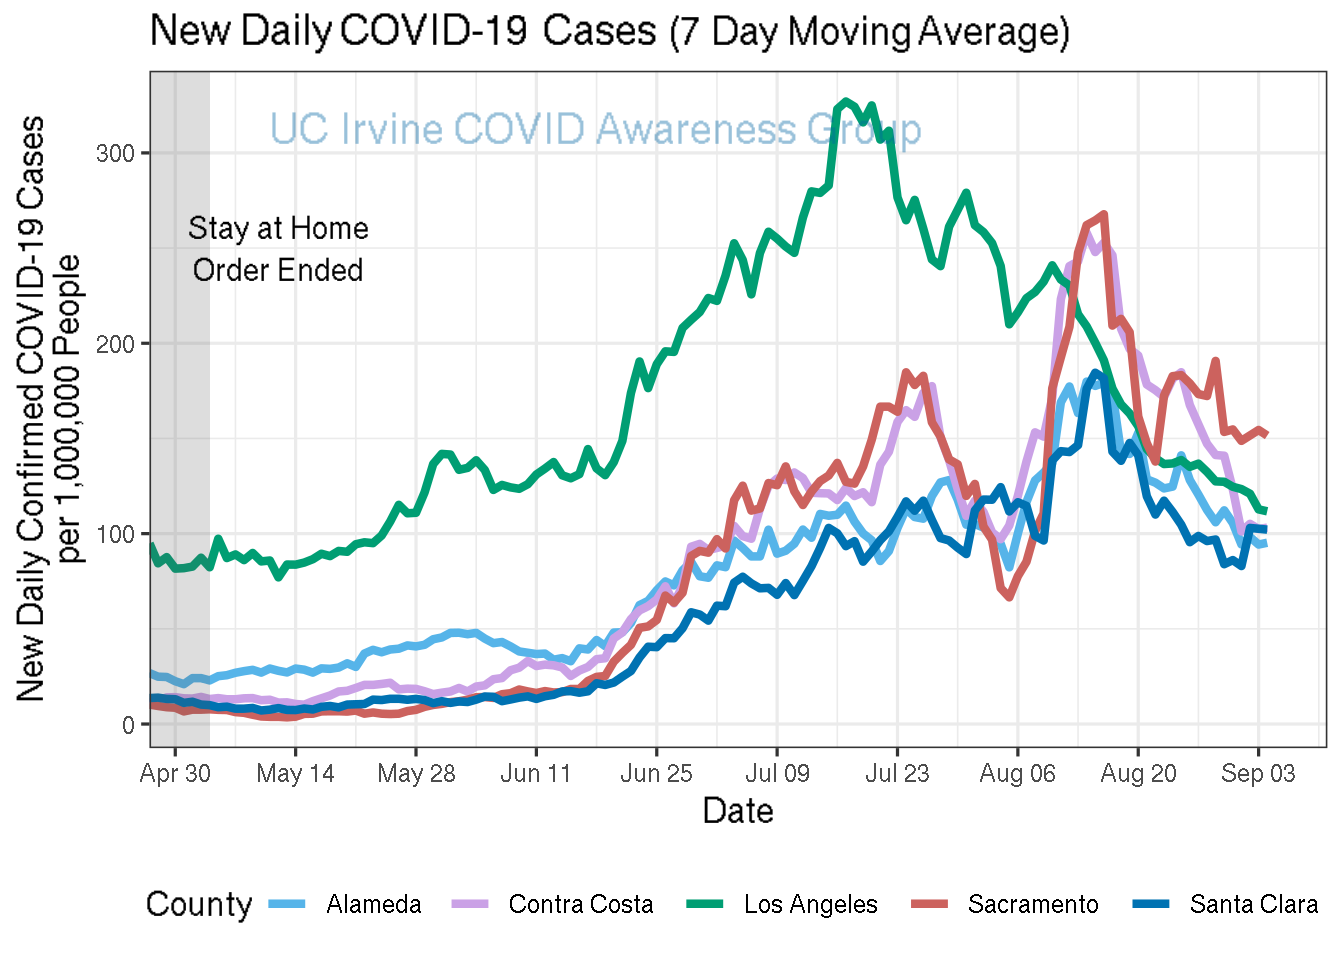 New Daily COVID-19 Cases (7 Day Moving Average)
UC Irvine COVID Awareness Group
Stay at Home
Order Ended
New Daily Confirmed COVID-19 Cases
per 1,000,000 People
300
200
100
0
Apr 30 May 14 May 28 Jun 11 Jun 25 Jul 09 Jul 23 Aug 06 Aug 20 Sep 03
Date
County Alameda Contra Costa Los Angeles Sacramento Santa Clara